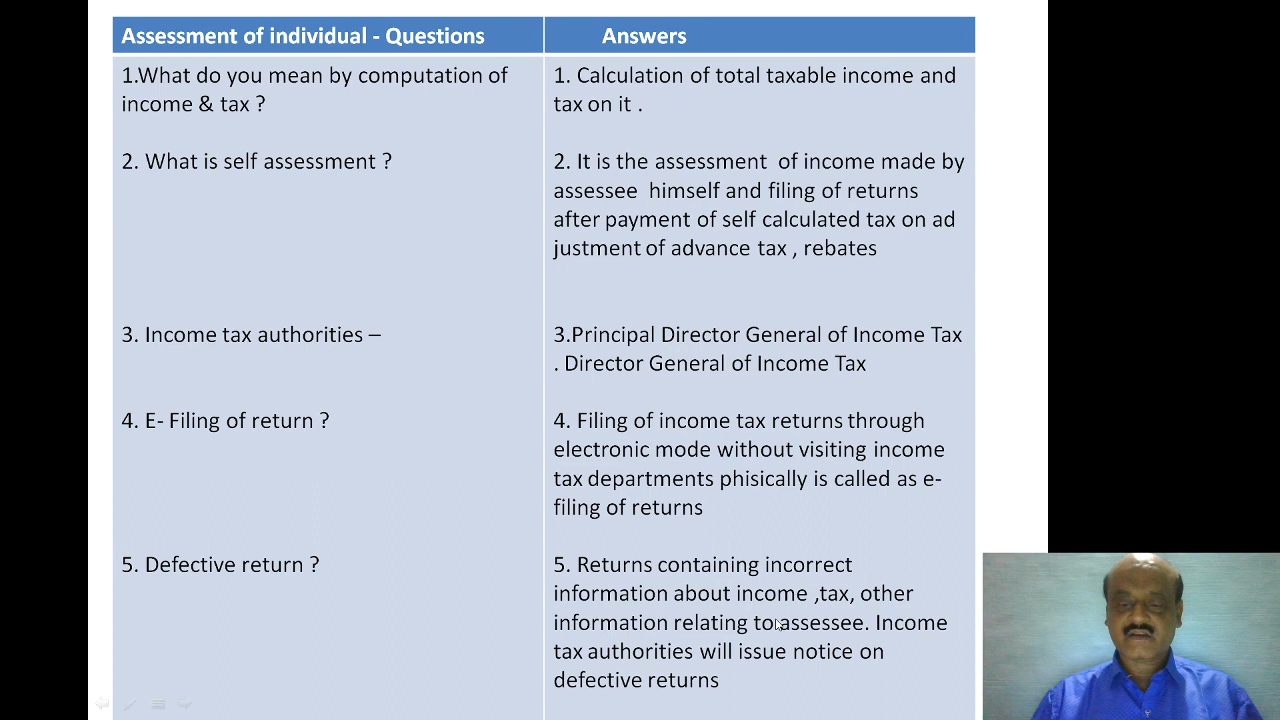 Assessment of individual - Questions
Answers
1.What do you mean by computation of
income & tax ?
1. Calculation of total taxable income and
tax on it .
2. What is self assessment ?
2. It is the assessment  of income made by
assessee  himself and filing of returns
after payment of self calculated tax on ad
justment of advance tax , rebates
3. Income tax authorities –
3.Principal Director General of Income Tax
. Director General of Income Tax
4. E- Filing of return ?
4. Filing of income tax returns through
electronic mode without visiting income
tax departments phisically is called as e-
filing of returns
5. Defective return ?
5. Returns containing incorrect
information about income ,tax, other
information relating to assessee. Income
tax authorities will issue notice on
defective returns